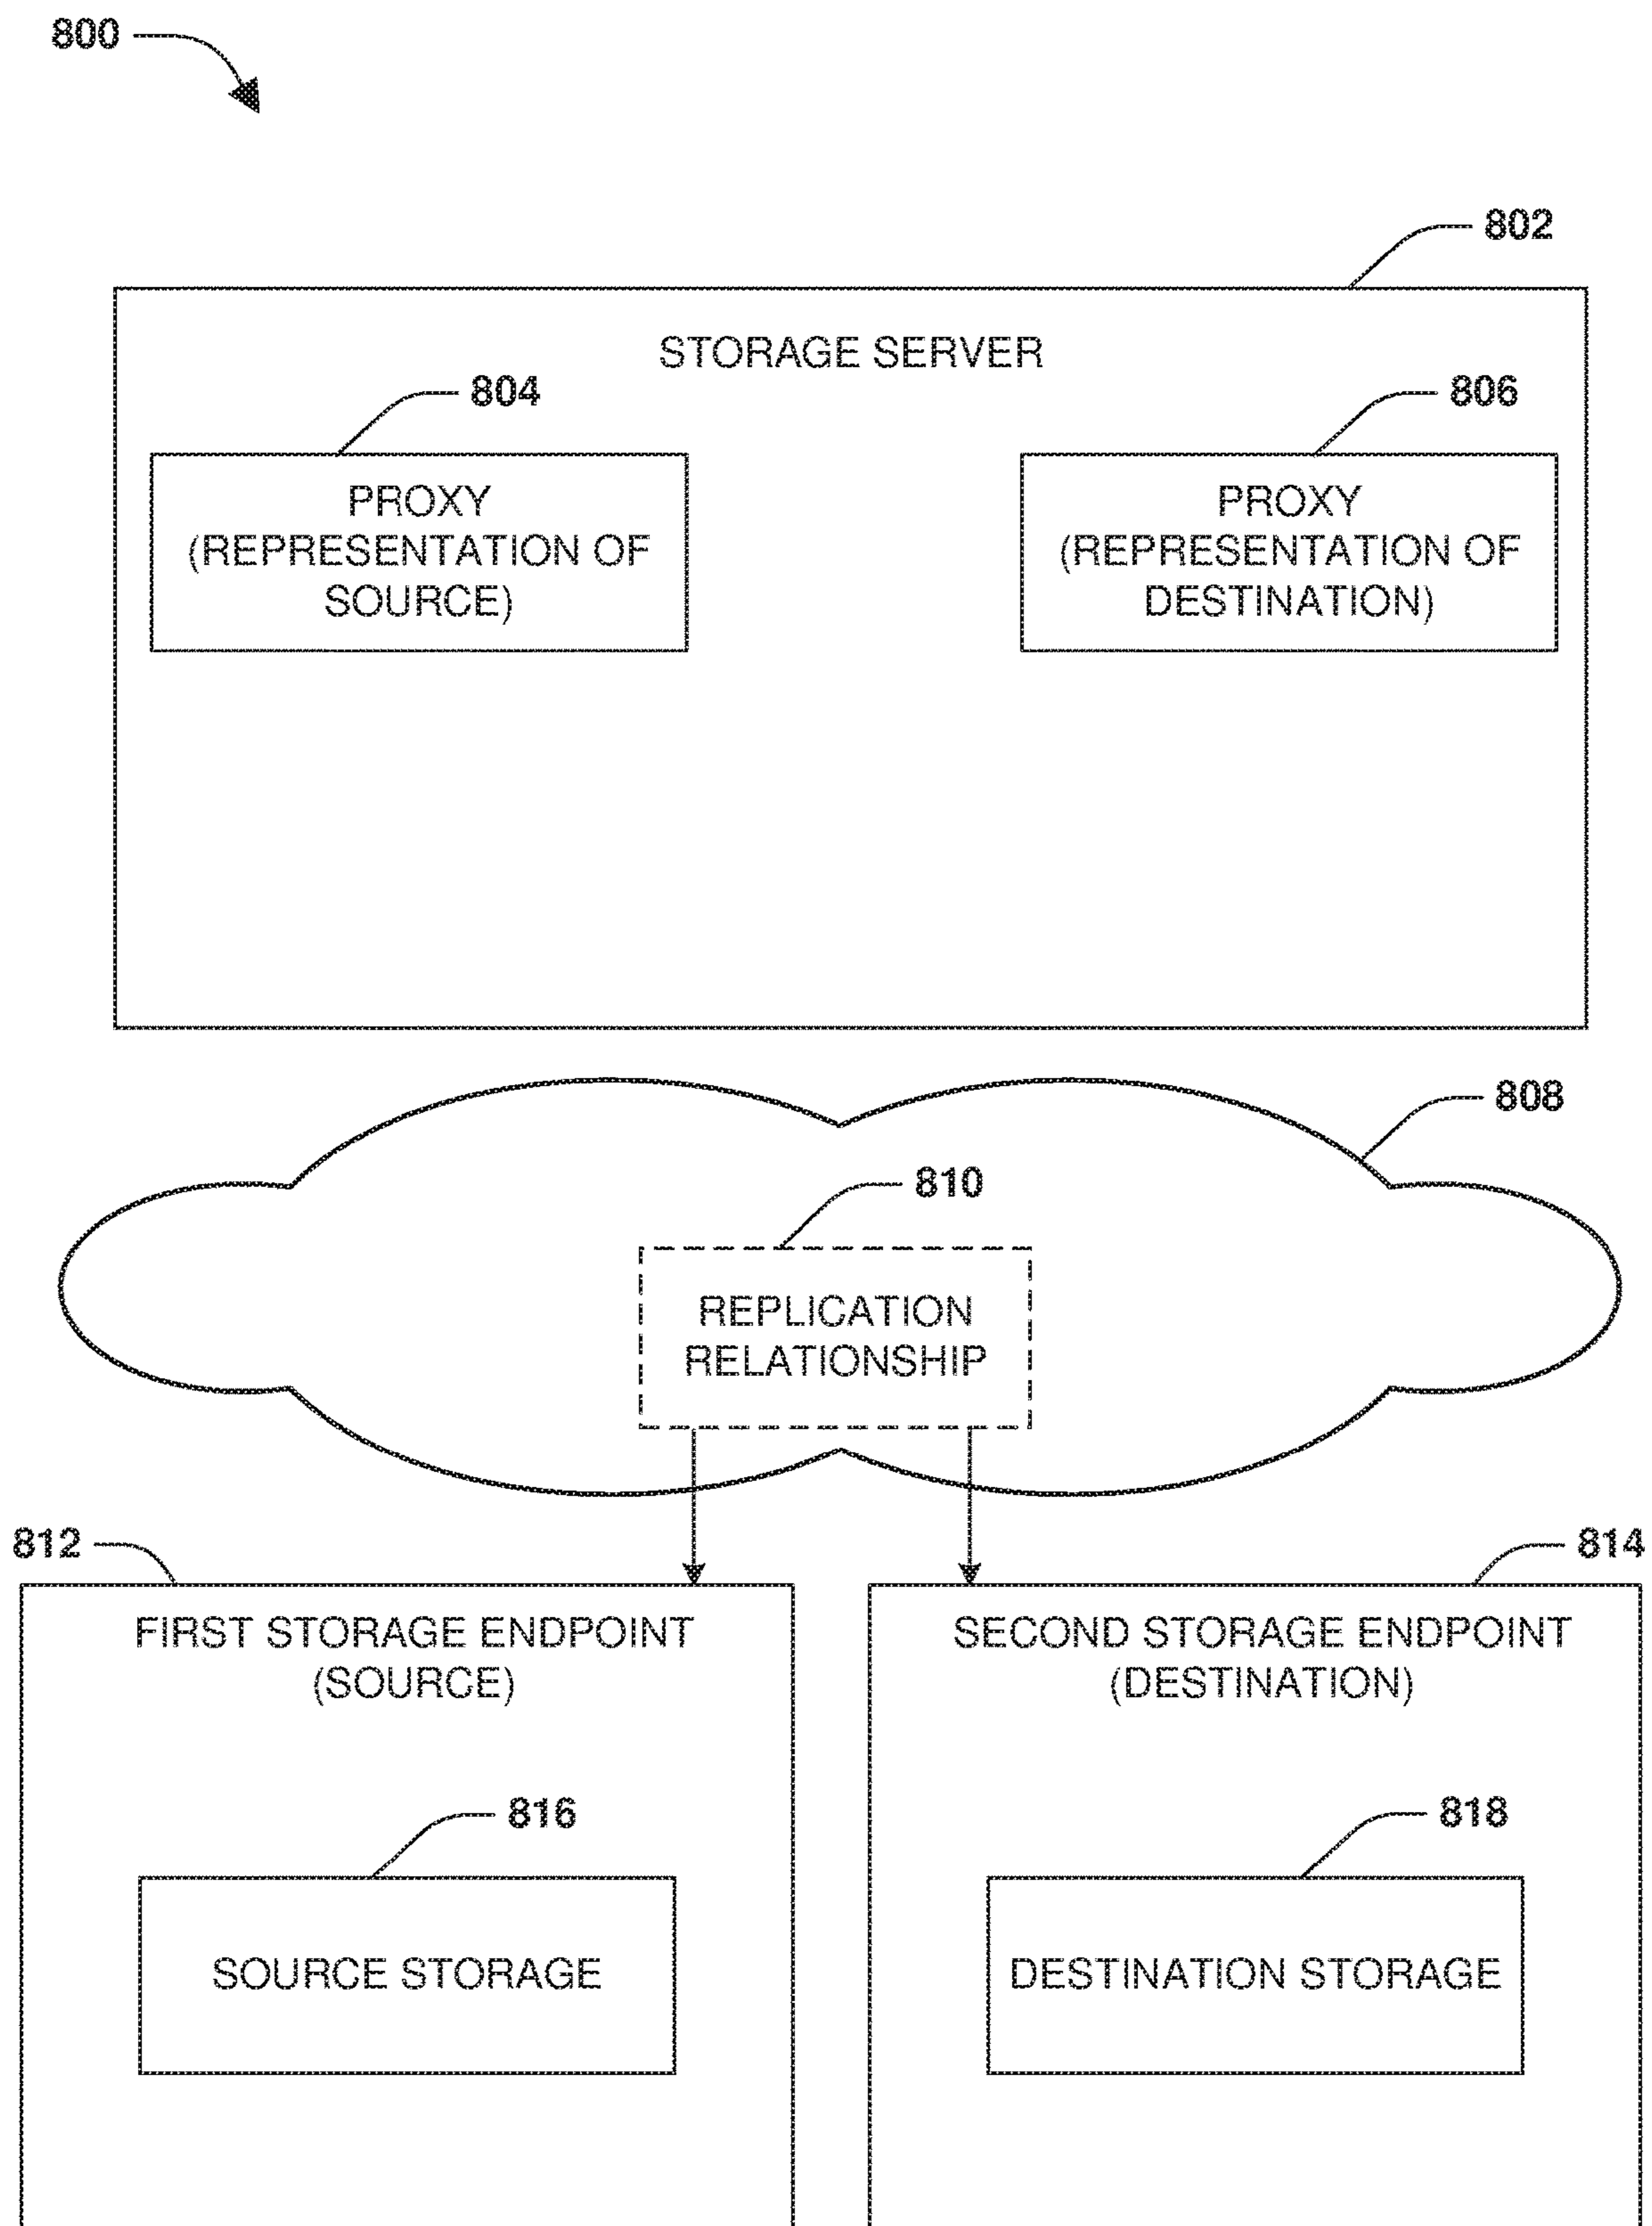 800
802
STORAGE SERVER
804
806
PROXY
(REPRESENTATION OF
SOURCE)
PROXY
(REPRESENTATION OF
DESTINATION)
808
810
REPLICATION
RELATIONSHIP
812
814
FIRST STORAGE ENDPOINT
(SOURCE)
SECOND STORAGE ENDPOINT
(DESTINATION)
816
818
SOURCE STORAGE
DESTINATION STORAGE